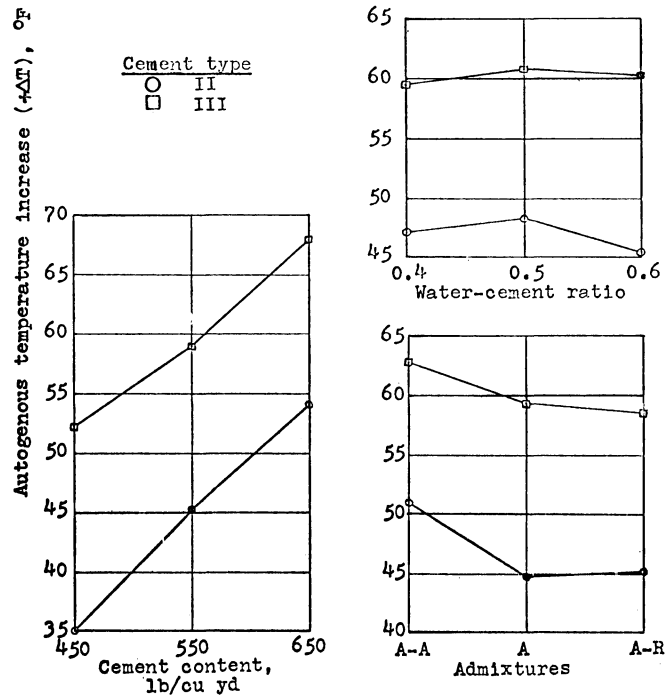 Autogenous temperature increase (+ΔT), °F
Cement type
II
III
70
65
60
55
50
45
40
35
450 550 650
Cement content,
lb/cu yd
65
60
55
50
45
0.4 0.5 0.6
Water-cement ratio
65
60
55
50
45
40
A-A A A-R
Admixtures